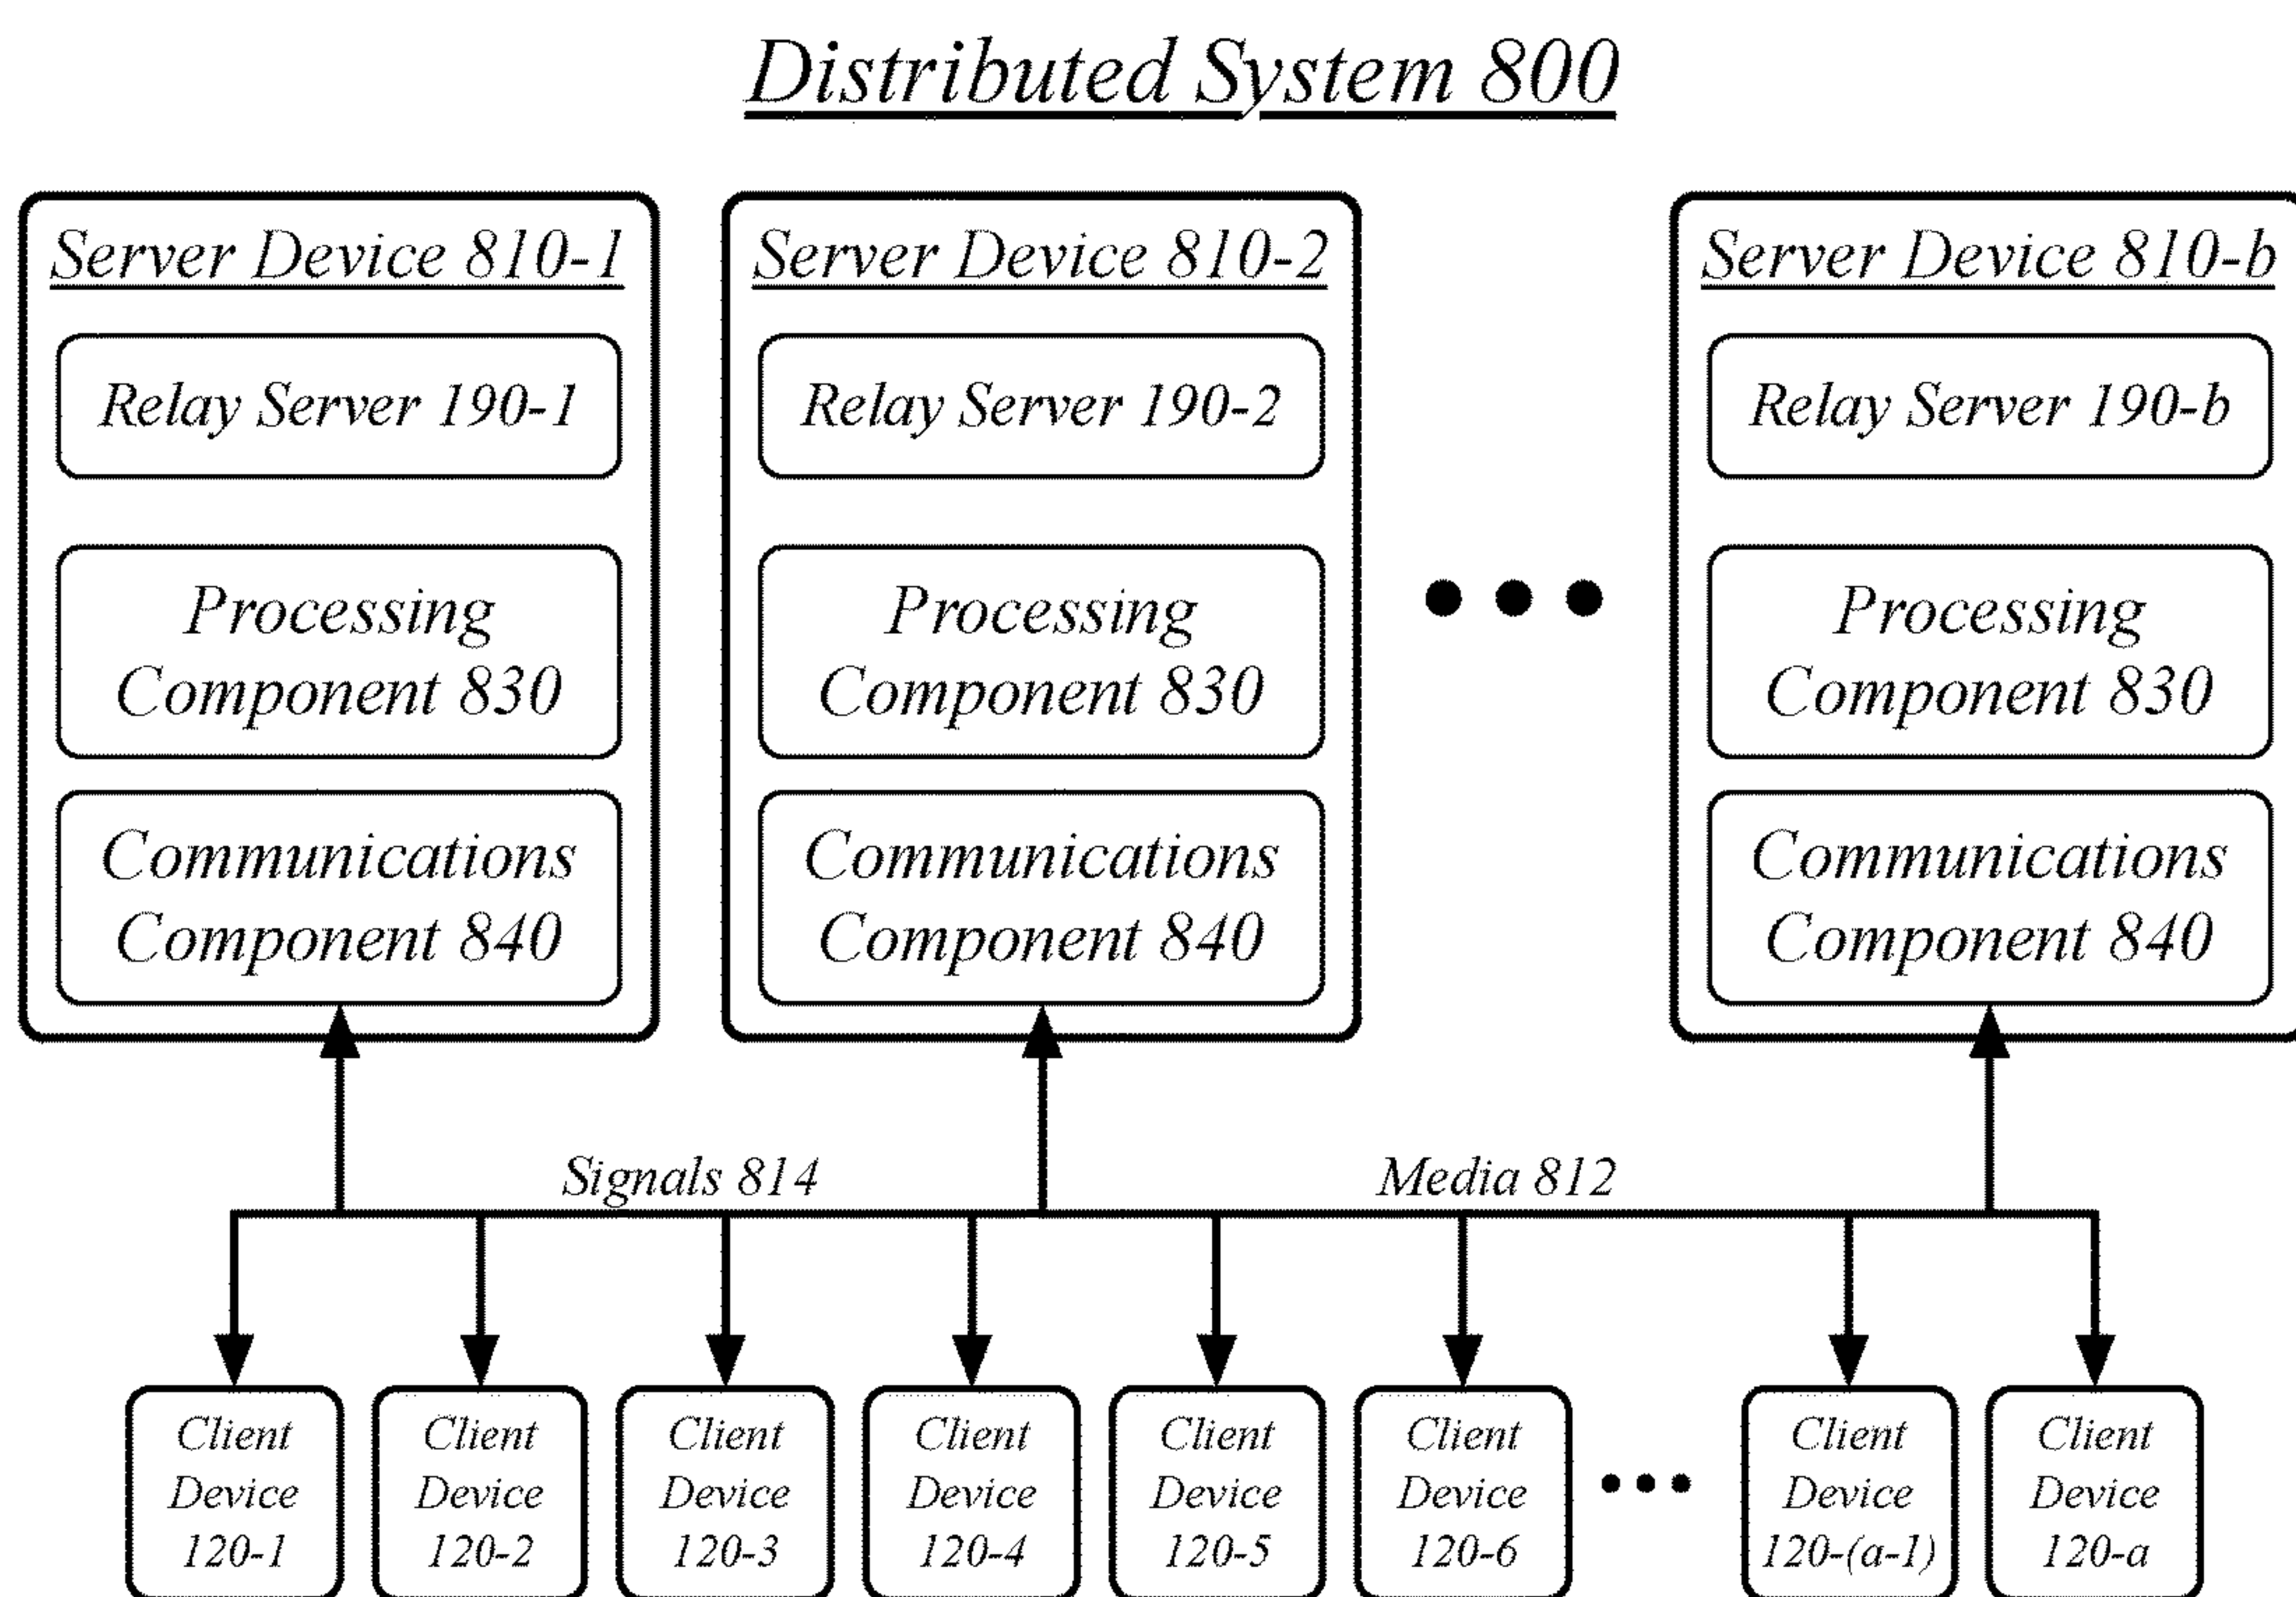 Distributed System 800
Server Device 810-1
Relay Server 190-1
Processing
Component 830
Communications
Component 840
Server Device 810-2
Relay Server 190-2
Processing
Component 830
Communications
Component 840
Server Device 810-b
Relay Server 190-b
Processing
Component 830
Communications
Component 840
Signals 814
Media 812
Client
Device
120-1
Client
Device
120-2
Client
Device
120-3
Client
Device
120-4
Client
Device
120-5
Client
Device
120-6
Client
Device
120-(a-1)
Client
Device
120-a